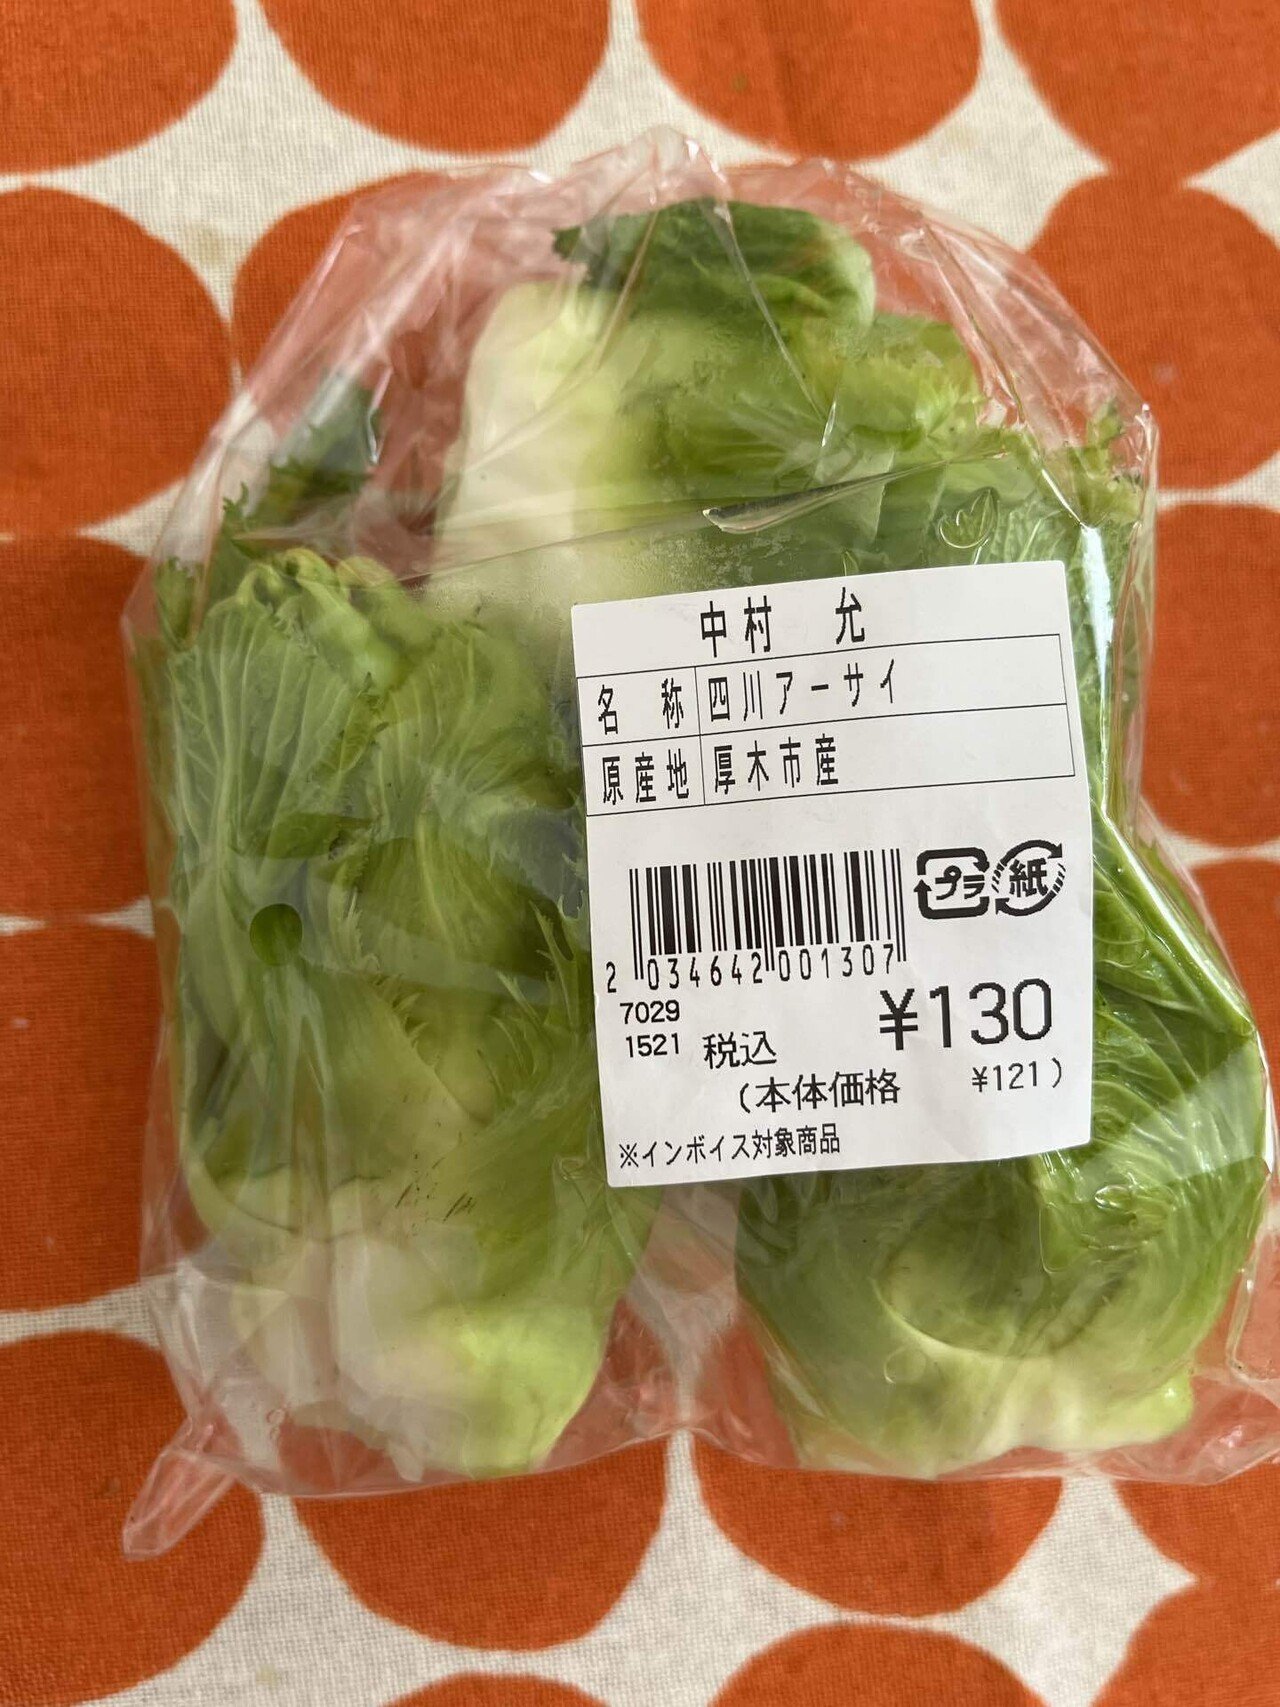 中村　允
名　称 四川アーサイ
原産地 厚木市産
プラ 紙
2 034642 001307
7029
1521 税込 ¥130
(本体価格 ¥121)
※インボイス対象商品